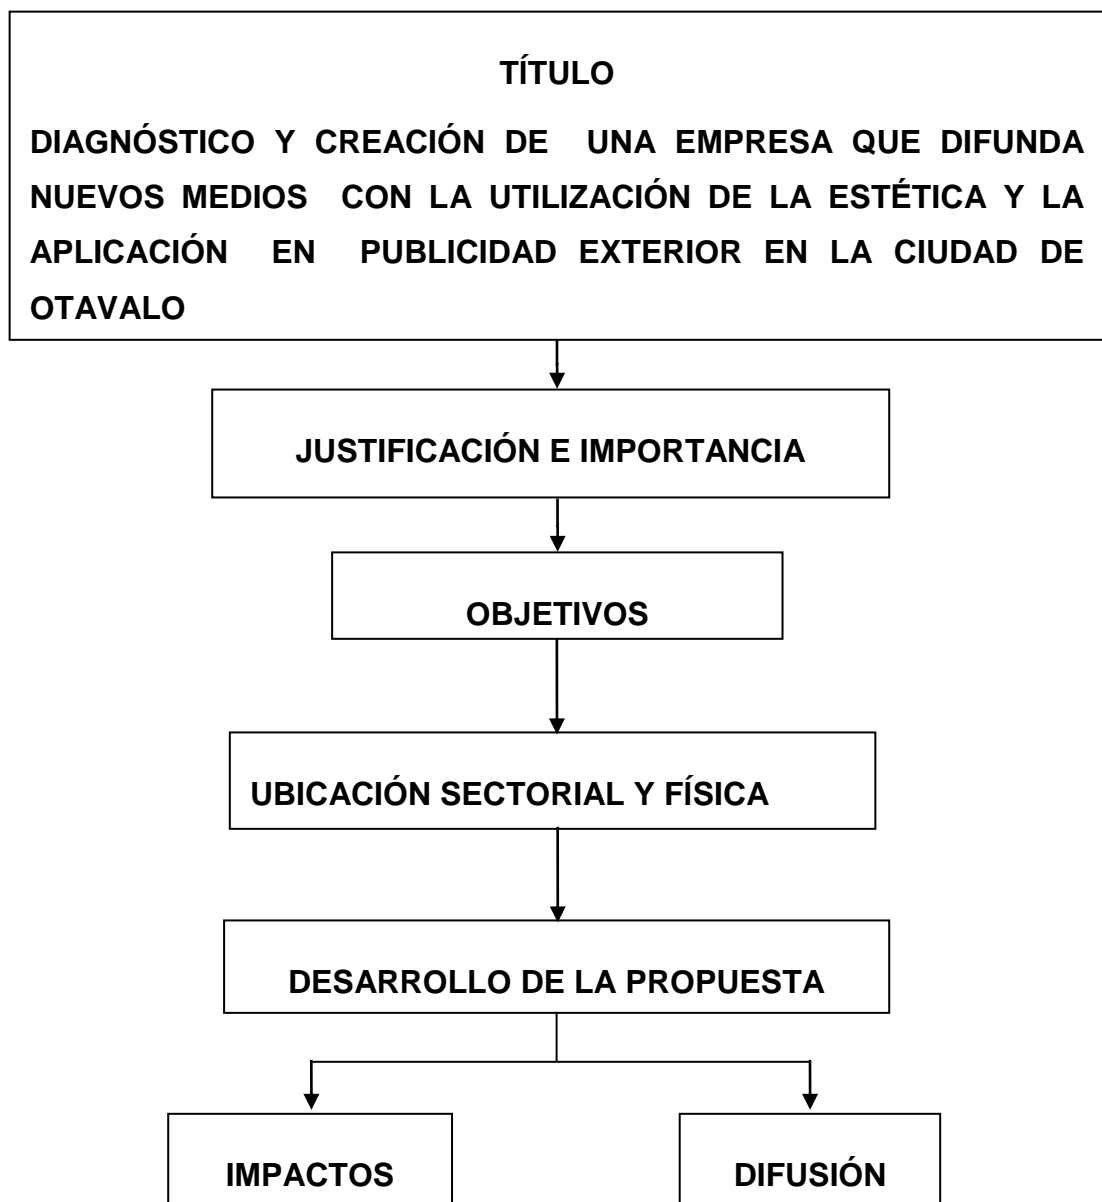 TÍTULO
DIAGNÓSTICO Y CREACIÓN DE UNA EMPRESA QUE DIFUNDA
NUEVOS MEDIOS CON LA UTILIZACIÓN DE LA ESTÉTICA Y LA
APLICACIÓN EN PUBLICIDAD EXTERIOR EN LA CIUDAD DE
OTAVALO
JUSTIFICACIÓN E IMPORTANCIA
OBJETIVOS
UBICACIÓN SECTORIAL Y FÍSICA
DESARROLLO DE LA PROPUESTA
IMPACTOS
DIFUSIÓN